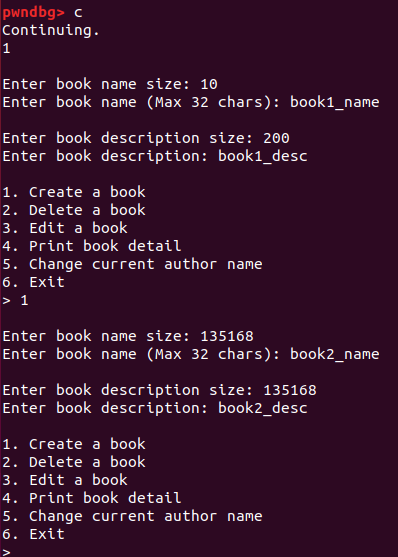 pwndbg> c
Continuing.
1
Enter book name size: 10
Enter book name (Max 32 chars): book1_name
Enter book description size: 200
Enter book description: book1_desc
1. Create a book
2. Delete a book
3. Edit a book
4. Print book detail
5. Change current author name
6. Exit
> 1
Enter book name size: 135168
Enter book name (Max 32 chars): book2_name
Enter book description size: 135168
Enter book description: book2_desc
1. Create a book
2. Delete a book
3. Edit a book
4. Print book detail
5. Change current author name
6. Exit
>